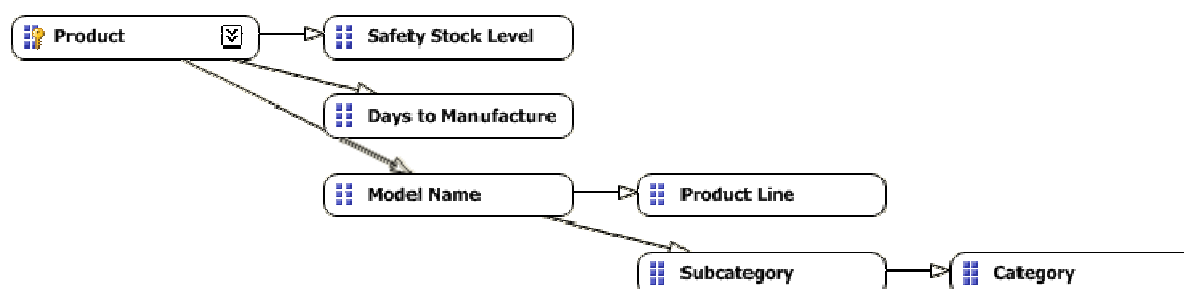 Product
Safety Stock Level
Days to Manufacture
Model Name
Product Line
Subcategory
Category